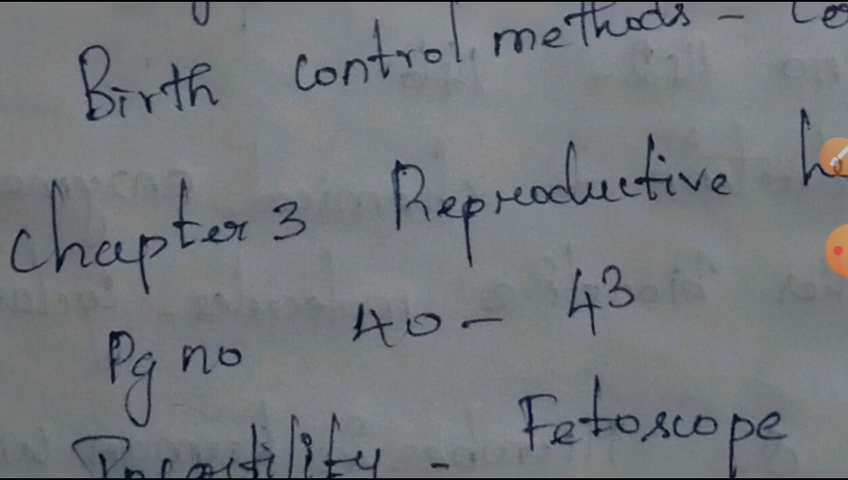 Birth control methods -
Chapter 3 Reproductive
Pg no 40 - 43
- Fetoscope